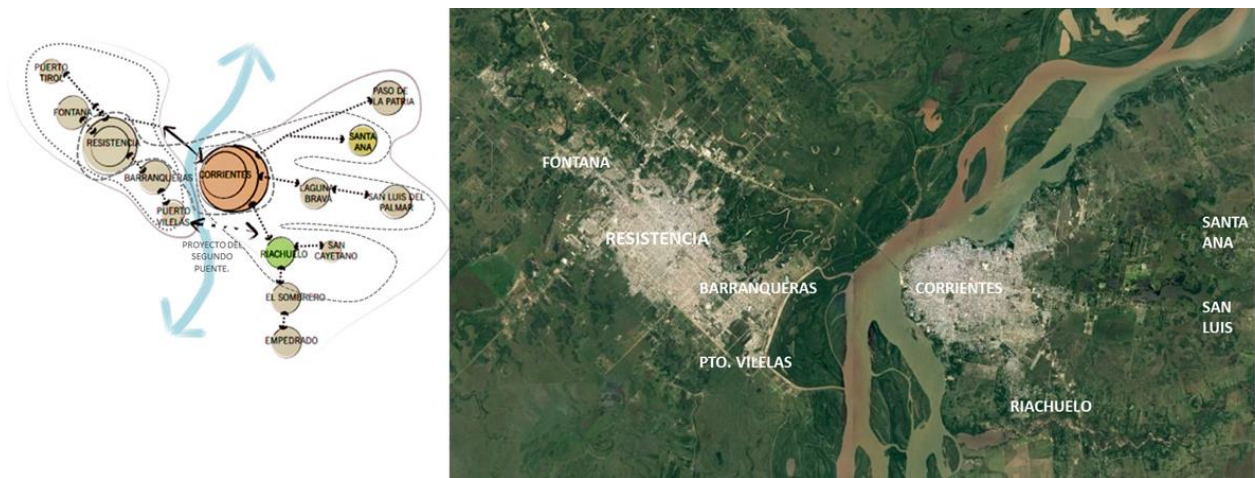 PUERTO
TIROL
FONTANA
RESISTENCIA
BARRANQUERAS
PUERTO
VILELAS
CORRIENTES
PASO DE
LA PATRIA
SANTA
ANA
LAGUNA
BRAVA
SAN LUIS DEL
PALMAR
PROYECTO DEL
SEGUNDO
PUENTE.
RIACHUELO
SAN
CAYETANO
EL SOMBRERO
EMPEDRADO
FONTANA
RESISTENCIA
BARRANQUERAS
PTO. VILELAS
CORRIENTES
SANTA
ANA
SAN
LUIS
RIACHUELO